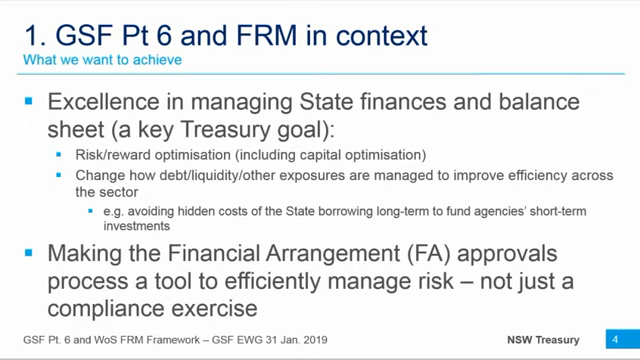 1. GSF Pt 6 and FRM in context
What we want to achieve
Excellence in managing State finances and balance
sheet (a key Treasury goal):
Risk/reward optimisation (including capital optimisation)
Change how debt/liquidity/other exposures are managed to improve efficiency across
the sector
e.g. avoiding hidden costs of the State borrowing long-term to fund agencies' short-term
investments
Making the Financial Arrangement (FA) approvals
process a tool to efficiently manage risk – not just a
compliance exercise
GSF Pt. 6 and WoS FRM Framework – GSF EWG 31 Jan. 2019
NSW Treasury
4